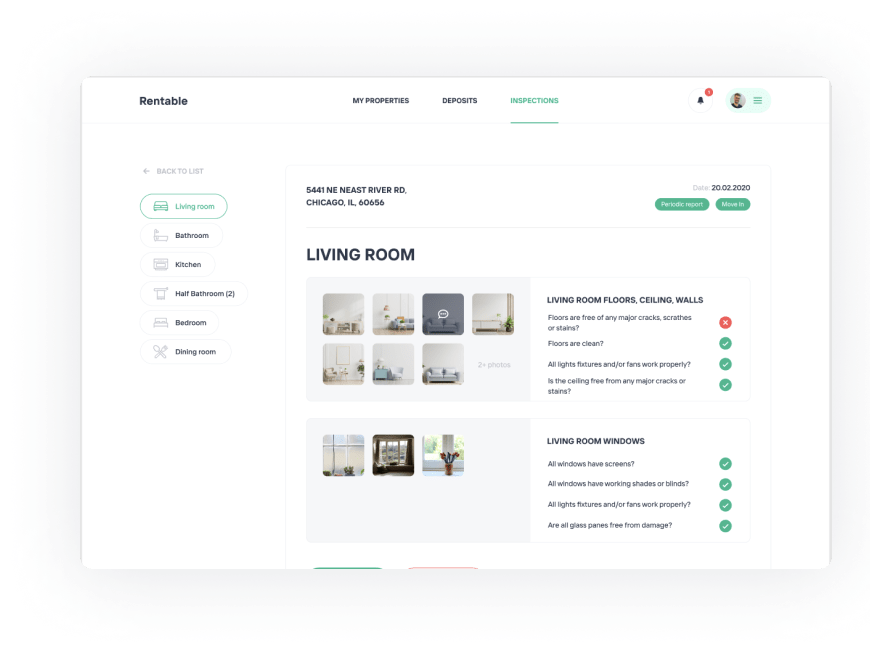 Rentable
MY PROPERTIES
DEPOSITS
INSPECTIONS
BACK TO LIST
Living room
Bathroom
Kitchen
Half Bathroom (2)
Bedroom
Dining room
5441 NE NEAST RIVER RD,
CHICAGO, IL, 60656
Date: 20.02.2020
Periodic report
Move In
LIVING ROOM
2+ photos
LIVING ROOM FLOORS, CEILING, WALLS
Floors are free of any major cracks, scrathes
or stains?
Floors are clean?
All lights fixtures and/or fans work properly?
Is the ceiling free from any major cracks or
stains?
LIVING ROOM WINDOWS
All windows have screens?
All windows have working shades or blinds?
All lights fixtures and/or fans work properly?
Are all glass panes free from damage?